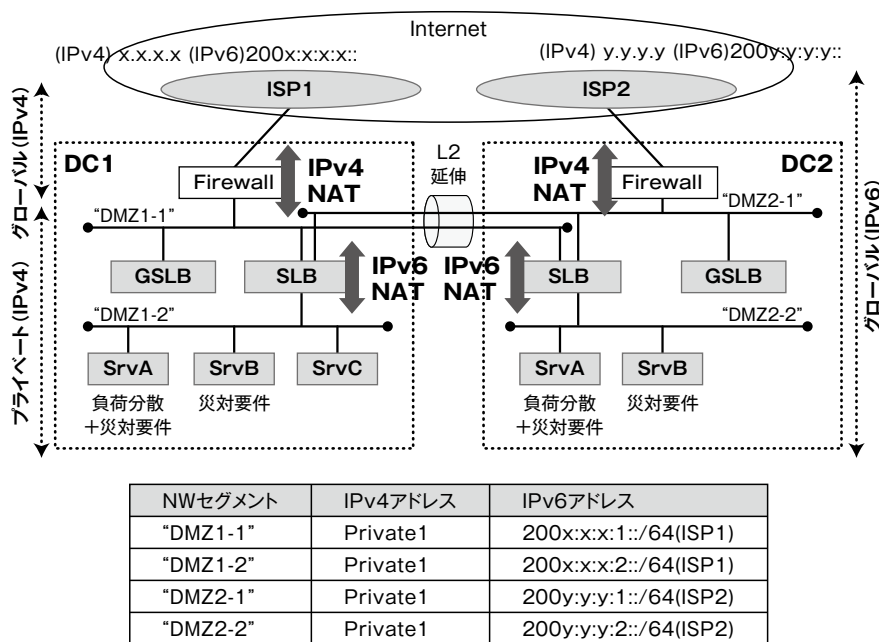 Internet
(IPv4) x.x.x.x (IPv6)200x:x:x:x::
(IPv4) y.y.y.y (IPv6)200y:y:y:y::
ISP1
ISP2
グローバル(IPv4)
プライベート(IPv4)
グローバル(IPv6)
DC1
Firewall
IPv4
NAT
L2
延伸
IPv4
NAT
Firewall
DC2
“DMZ1-1”
“DMZ2-1”
GSLB
SLB
IPv6
NAT
IPv6
NAT
SLB
GSLB
“DMZ1-2”
“DMZ2-2”
SrvA
SrvB
SrvC
SrvA
SrvB
負荷分散
+災対要件
災対要件
負荷分散
+災対要件
災対要件
NWセグメント IPv4アドレス IPv6アドレス
“DMZ1-1” Private1 200x:x:x:1::/64(ISP1)
“DMZ1-2” Private1 200x:x:x:2::/64(ISP1)
“DMZ2-1” Private1 200y:y:y:1::/64(ISP2)
“DMZ2-2” Private1 200y:y:y:2::/64(ISP2)